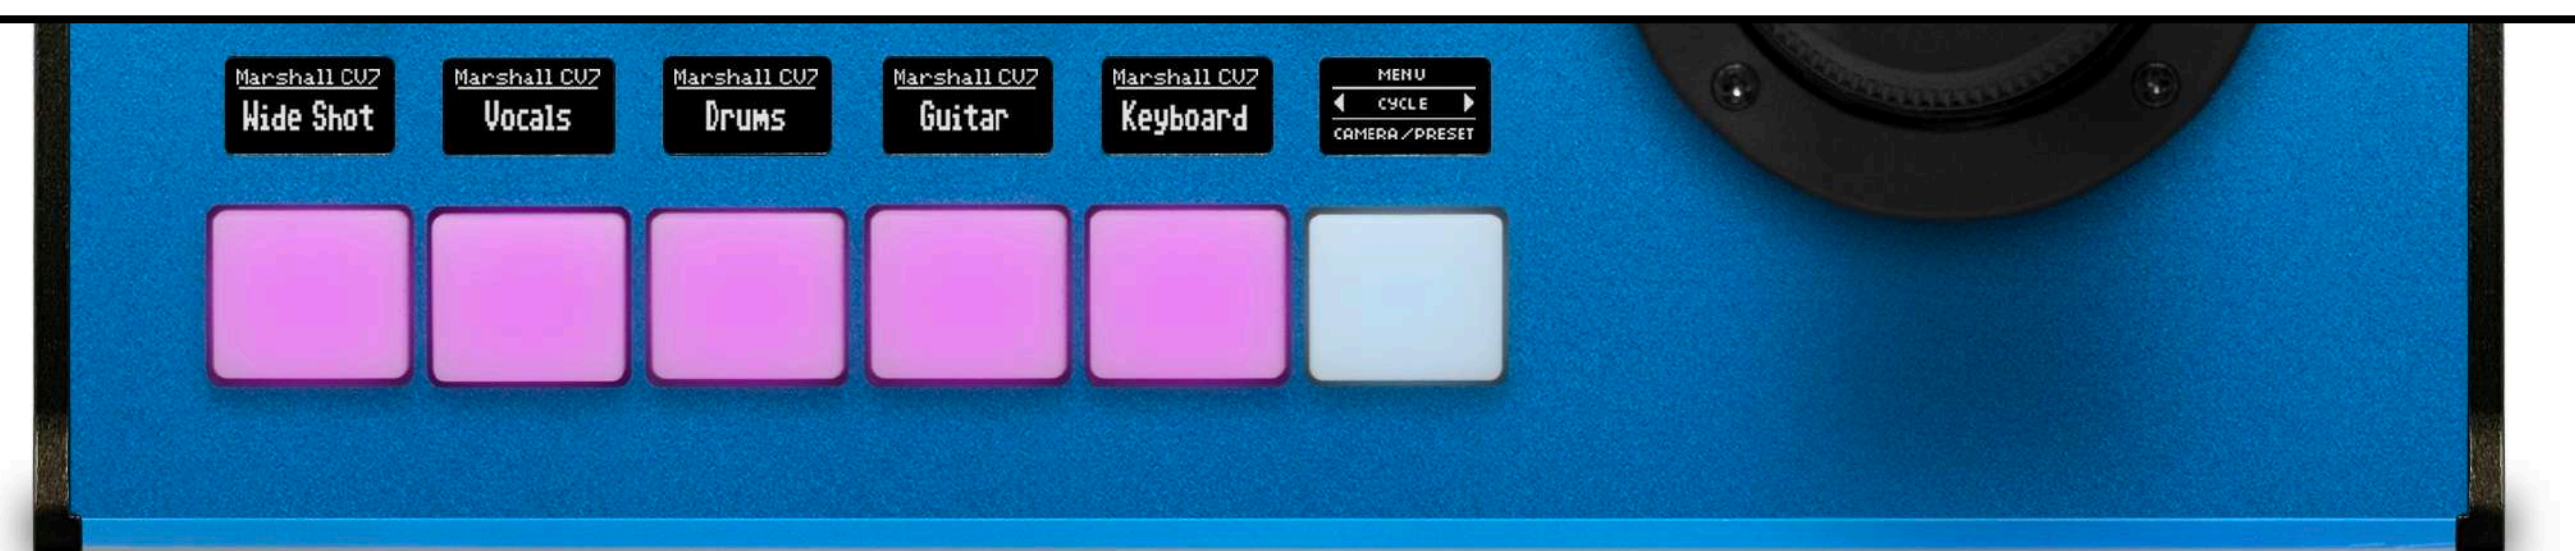 Marshall CV7
Wide Shot
Marshall CV7
Vocals
Marshall CV7
Drums
Marshall CV7
Guitar
Marshall CV7
Keyboard
MENU
CYCLE
CAMERA/PRESET